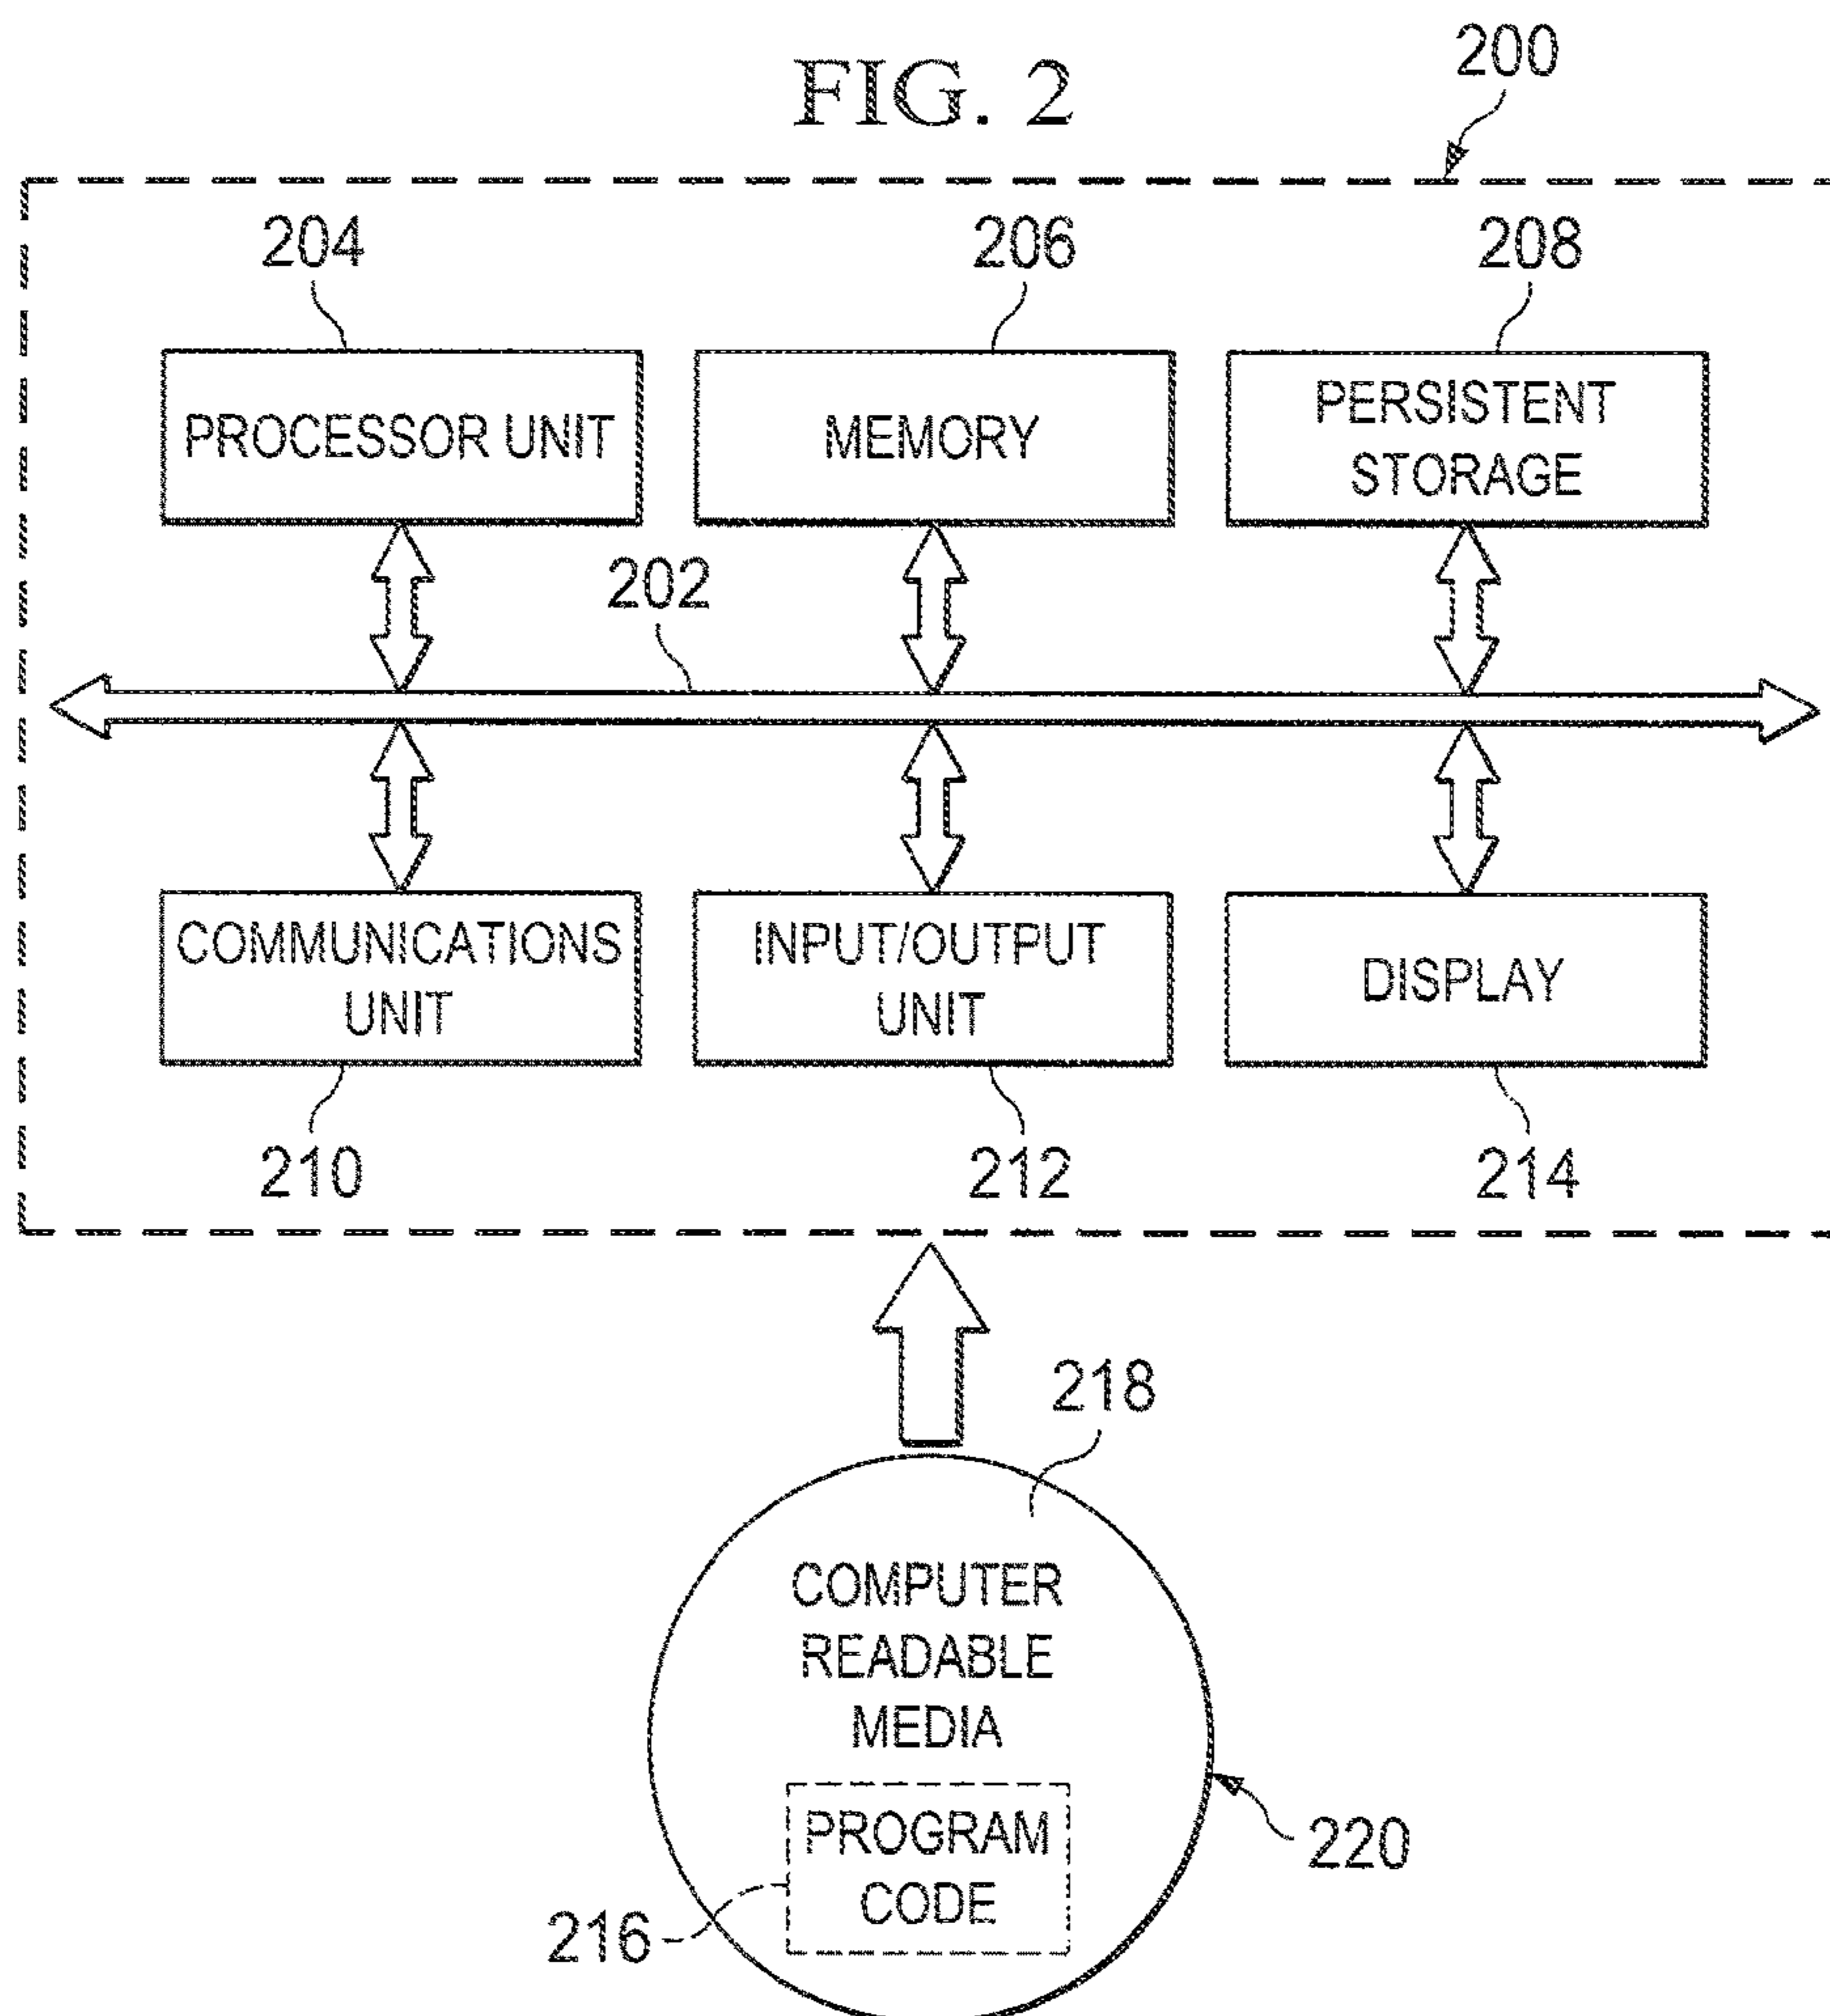 FIG. 2
200
204
206
208
PROCESSOR UNIT
MEMORY
PERSISTENT
STORAGE
202
COMMUNICATIONS
UNIT
INPUT/OUTPUT
UNIT
DISPLAY
210
212
214
218
COMPUTER
READABLE
MEDIA
PROGRAM
CODE
216
220